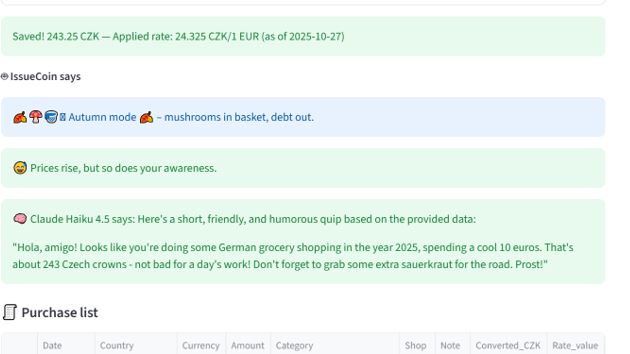 Saved! 243.25 CZK — Applied rate: 24.325 CZK/1 EUR (as of 2025-10-27)
IssueCoin says
Autumn mode 🍂 – mushrooms in basket, debt out.
😅 Prices rise, but so does your awareness.
🧠 Claude Haiku 4.5 says: Here's a short, friendly, and humorous quip based on the provided data:
"Hola, amigo! Looks like you're doing some German grocery shopping in the year 2025, spending a cool 10 euros. That's
about 243 Czech crowns - not bad for a day's work! Don't forget to grab some extra sauerkraut for the road. Prost!"
Purchase list
Date Country Currency Amount Category Shop Note Converted_CZK Rate_value